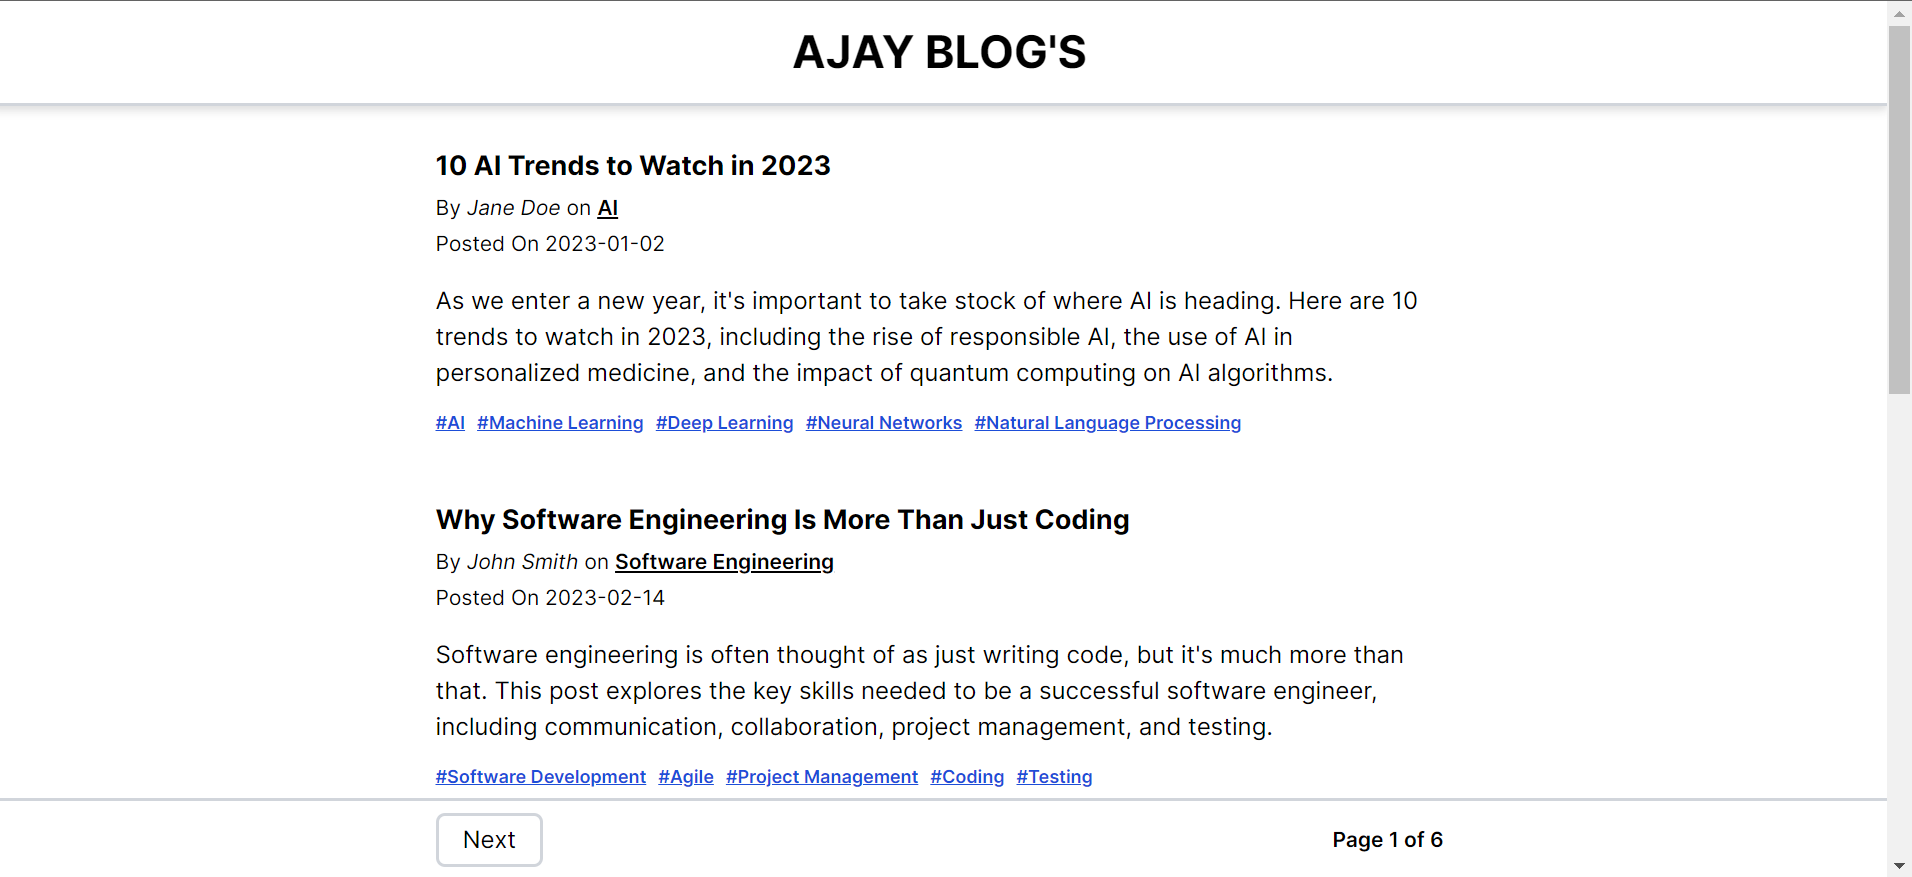 AJAY BLOG'S
10 AI Trends to Watch in 2023
By Jane Doe on AI
Posted On 2023-01-02
As we enter a new year, it's important to take stock of where AI is heading. Here are 10
trends to watch in 2023, including the rise of responsible AI, the use of AI in
personalized medicine, and the impact of quantum computing on AI algorithms.
#AI #Machine Learning #Deep Learning #Neural Networks #Natural Language Processing
Why Software Engineering Is More Than Just Coding
By John Smith on Software Engineering
Posted On 2023-02-14
Software engineering is often thought of as just writing code, but it's much more than
that. This post explores the key skills needed to be a successful software engineer,
including communication, collaboration, project management, and testing.
#Software Development #Agile #Project Management #Coding #Testing
Next Page 1 of 6